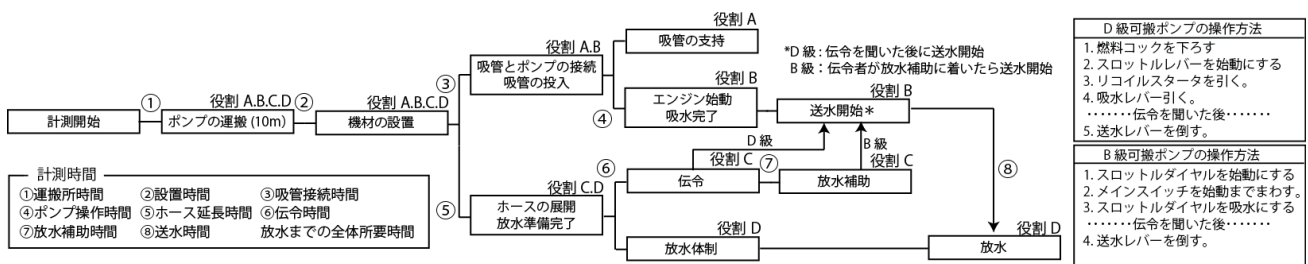 役割 A
吸管の支持
*D 級 : 伝令を聞いた後に送水開始
B 級：伝令者が放水補助に着いたら送水開始
役割 A.B
③
吸管とポンプの接続
吸管の投入
役割 B
④
エンジン始動
吸水完了
役割 B
送水開始*
①
役割 A.B.C.D
②
役割 A.B.C.D
計測開始
ポンプの運搬 (10m)
機材の設置
D 級
B 級
⑥
役割 C
⑦
役割 C
⑧
伝令
放水補助
役割 C.D
⑤
ホースの展開
放水準備完了
役割 D
放水体制
役割 D
放水
計測時間
①運搬所時間 ②設置時間 ③吸管接続時間
④ポンプ操作時間 ⑤ホース延長時間 ⑥伝令時間
⑦放水補助時間 ⑧送水時間 放水までの全体所要時間
D 級可搬ポンプの操作方法
1. 燃料コックを下ろす
2. スロットルレバーを始動にする
3. リコイルスタータを引く。
4. 吸水レバー引く。
･･･････伝令を聞いた後･･･････
5. 送水レバーを倒す。
B 級可搬ポンプの操作方法
1. スロットルダイヤルを始動にする
2. メインスイッチを始動までまわす。
3. スロットルダイヤルを吸水にする
･･･････伝令を聞いた後･･･････
4. 送水レバーを倒す。